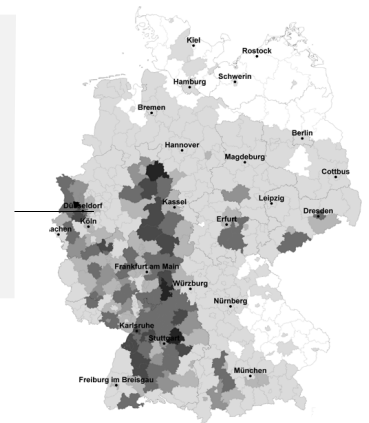 Kiel
Rostock
Schwerin
Hamburg
Bremen
Berlin
Hannover
Magdeburg
Cottbus
Leipzig
Kassel
Düsseldorf
Dresden
Erfurt
Köln
achen
Frankfurt am Main
Würzburg
Nürnberg
Karlsruhe
Stuttgart
München
Freiburg im Breisgau